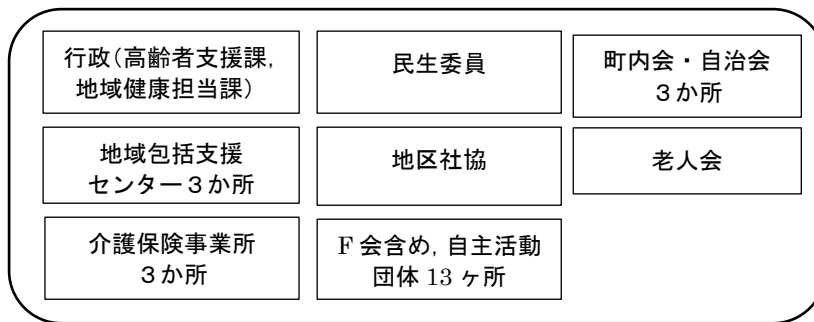 行政(高齢者支援課,
地域健康担当課)
民生委員
町内会・自治会
3か所
地域包括支援
センター3か所
地区社協
老人会
介護保険事業所
3か所
F会含め,自主活動
団体13ヶ所